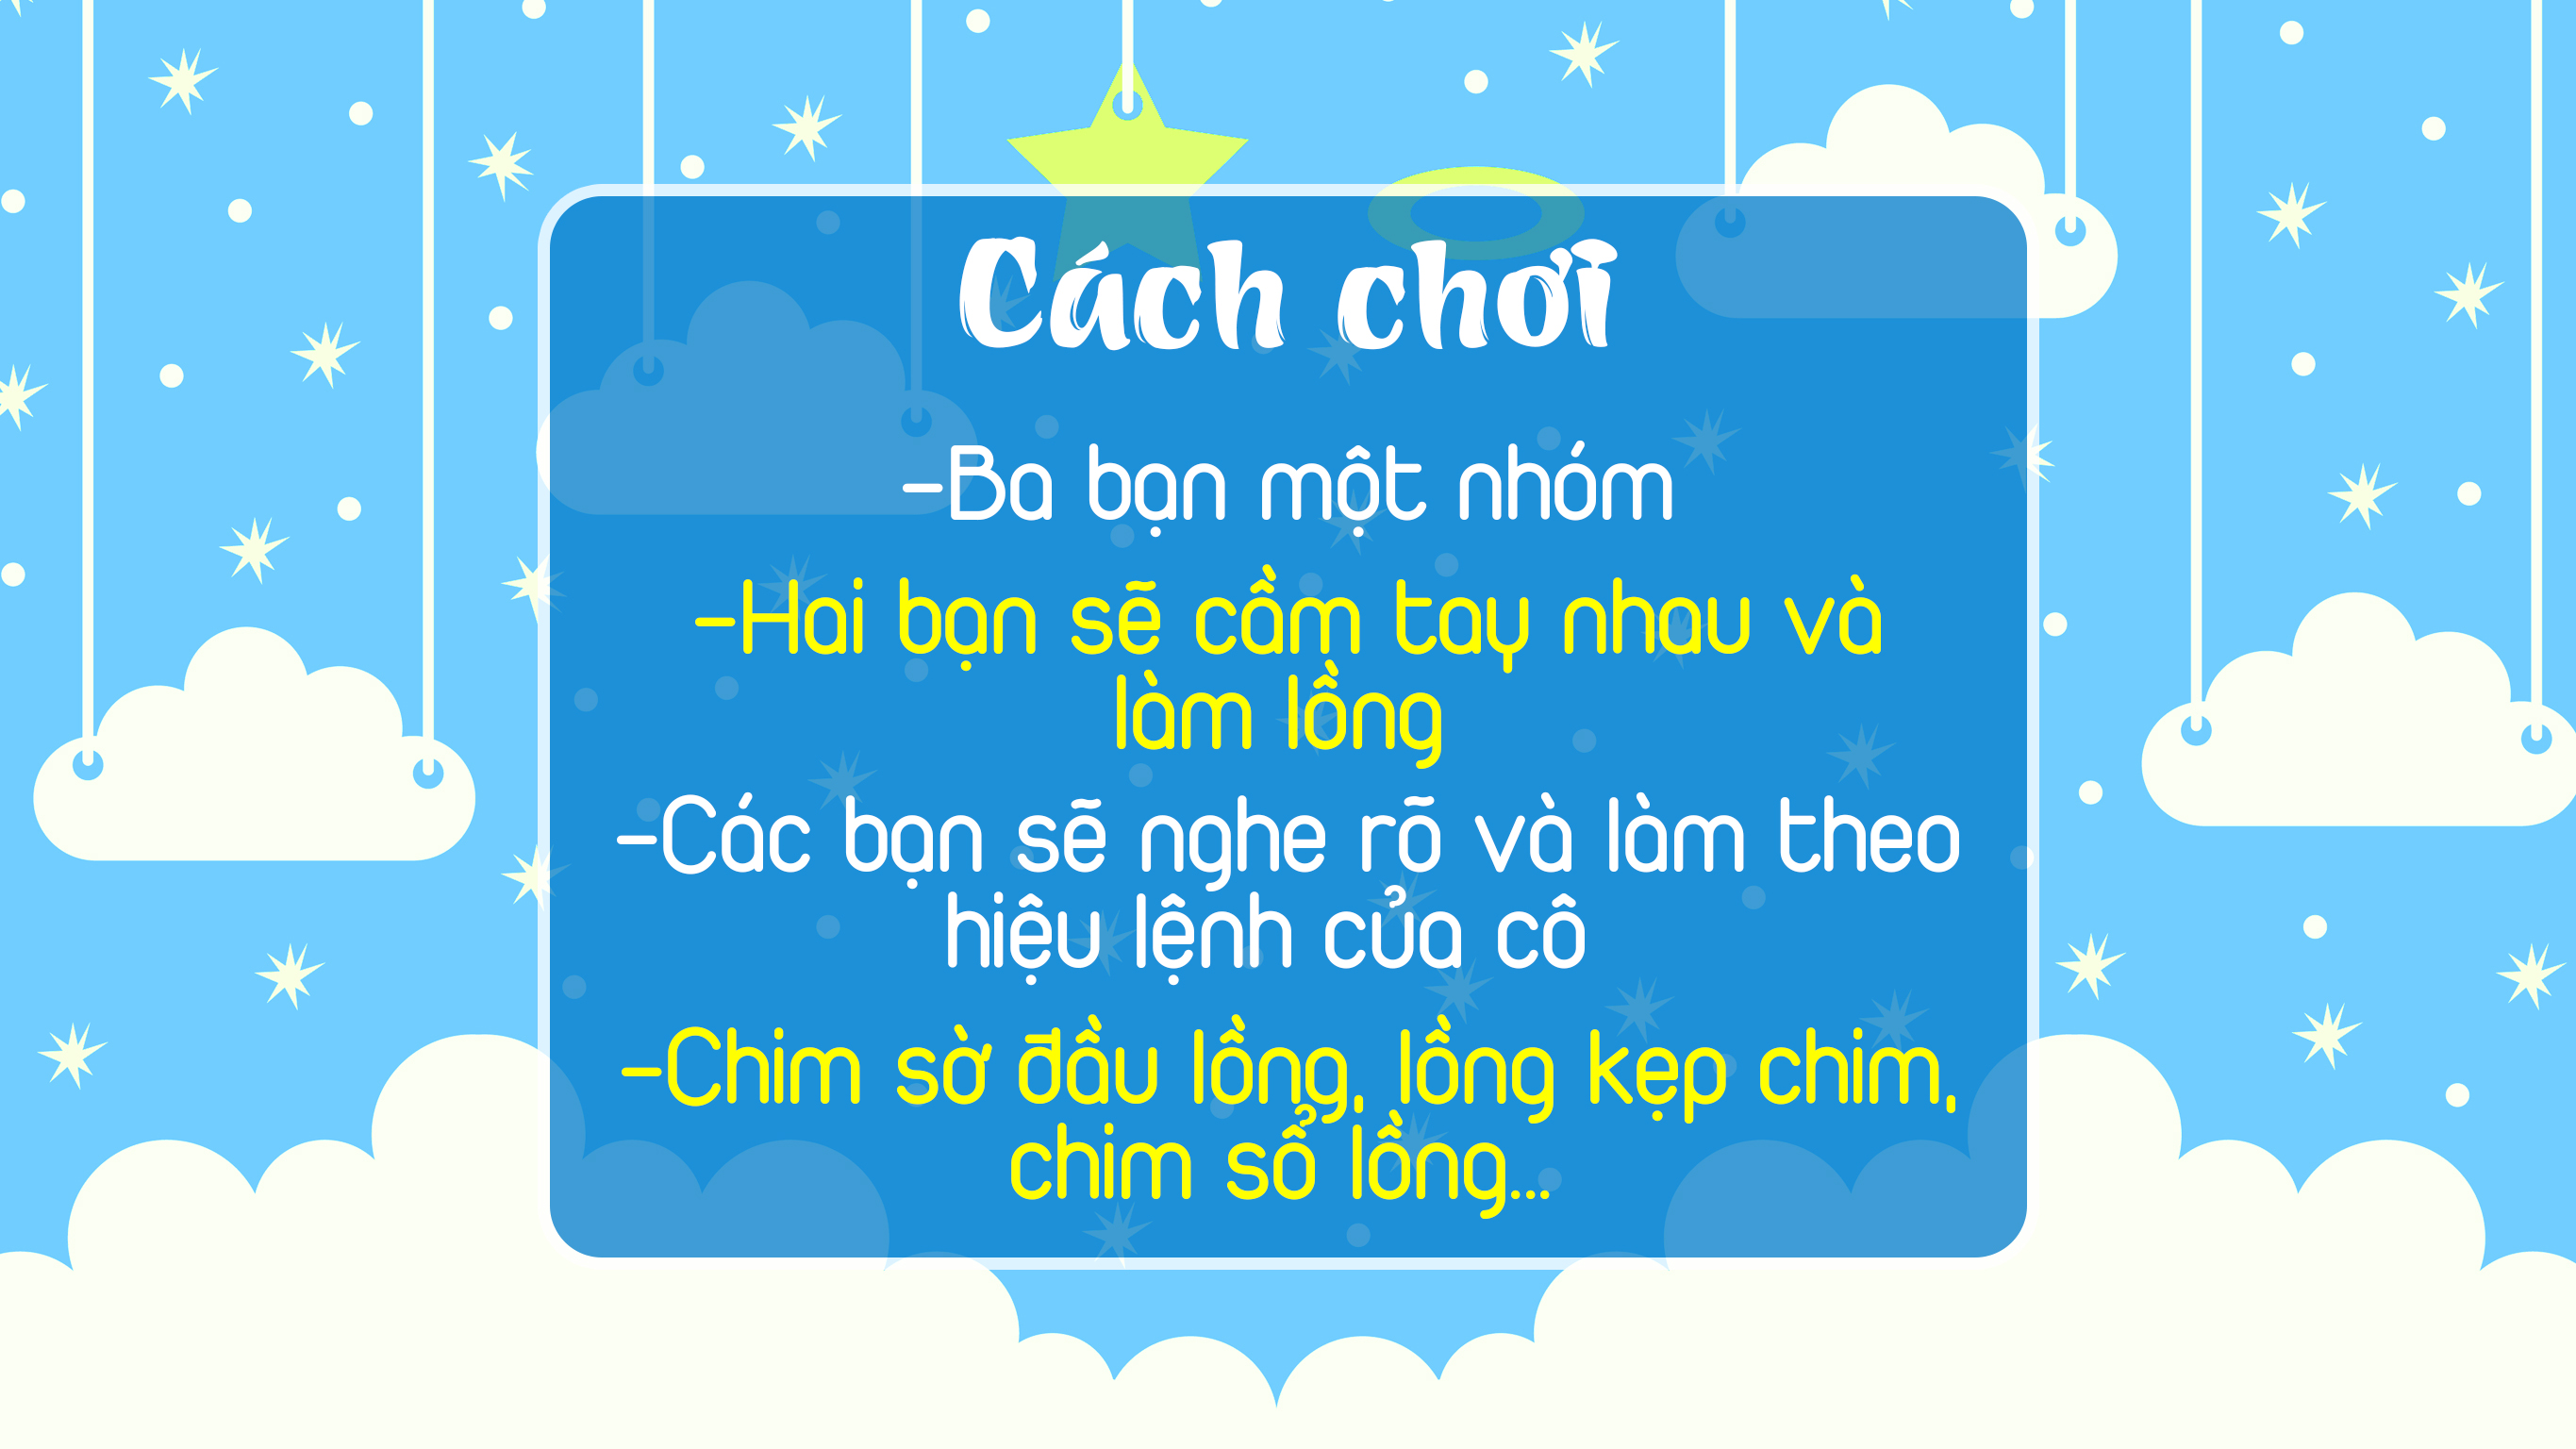 Cách chơi
-Ba bạn một nhóm
-Hai bạn sẽ cầm tay nhau và
làm lồng
-Các bạn sẽ nghe rõ và làm theo
hiệu lệnh của cô
-Chim sờ đầu lồng, lồng kẹp chim,
chim sổ lồng...